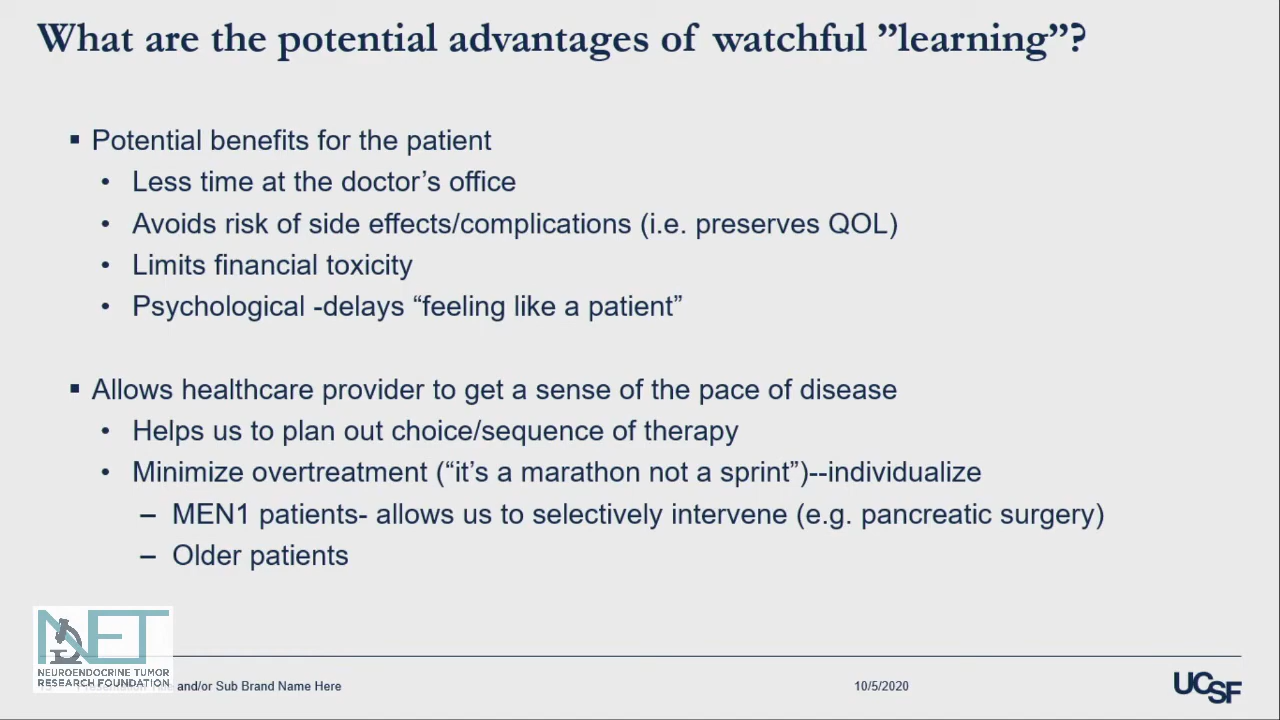 What are the potential advantages of watchful ”learning”?
▪ Potential benefits for the patient
• Less time at the doctor’s office
• Avoids risk of side effects/complications (i.e. preserves QOL)
• Limits financial toxicity
• Psychological -delays “feeling like a patient”
▪ Allows healthcare provider to get a sense of the pace of disease
• Helps us to plan out choice/sequence of therapy
• Minimize overtreatment (“it’s a marathon not a sprint”)--individualize
– MEN1 patients- allows us to selectively intervene (e.g. pancreatic surgery)
– Older patients
NET
NEUROENDOCRINE TUMOR
RESEARCH FOUNDATION
and/or Sub Brand Name Here
10/5/2020
UCSF